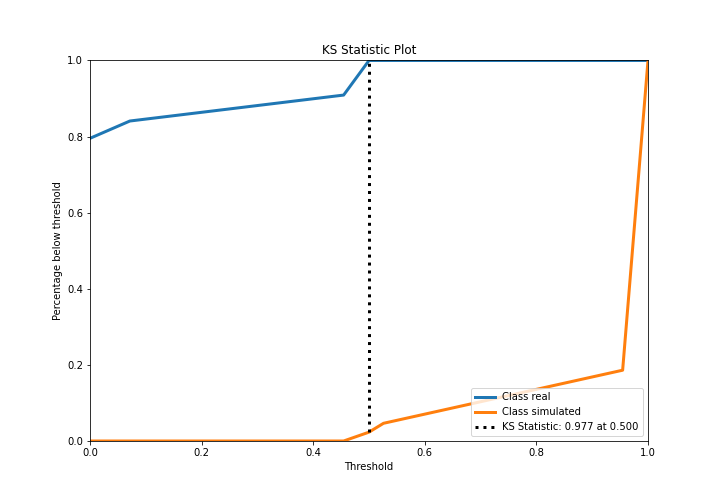 KS Statistic Plot
1.0
0.8
0.6
0.4
0.2
0.0
Percentage below threshold
0.0 0.2 0.4 0.6 0.8 1.0
Threshold
Class real
Class simulated
KS Statistic: 0.977 at 0.500